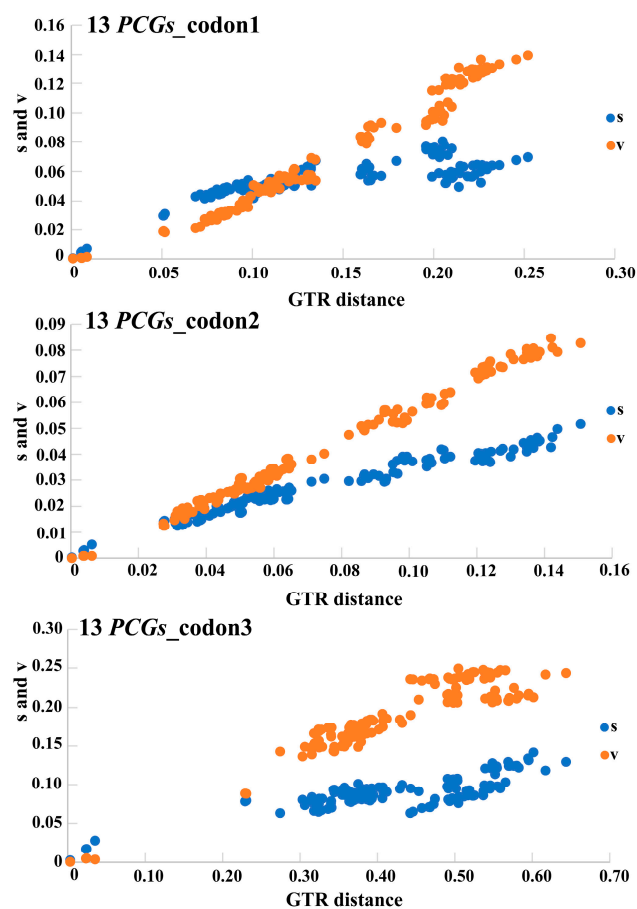 13 PCGs_codon1
s and v
0.16
0.14
0.12
0.10
0.08
0.06
0.04
0.02
0
0 0.05 0.10 0.15 0.20 0.25 0.30
GTR distance
s
v
13 PCGs_codon2
s and v
0.09
0.08
0.07
0.06
0.05
0.04
0.03
0.02
0.01
0
0 0.02 0.04 0.06 0.08 0.10 0.12 0.14 0.16
GTR distance
s
v
13 PCGs_codon3
s and v
0.30
0.25
0.20
0.15
0.10
0.05
0
0 0.10 0.20 0.30 0.40 0.50 0.60 0.70
GTR distance
s
v